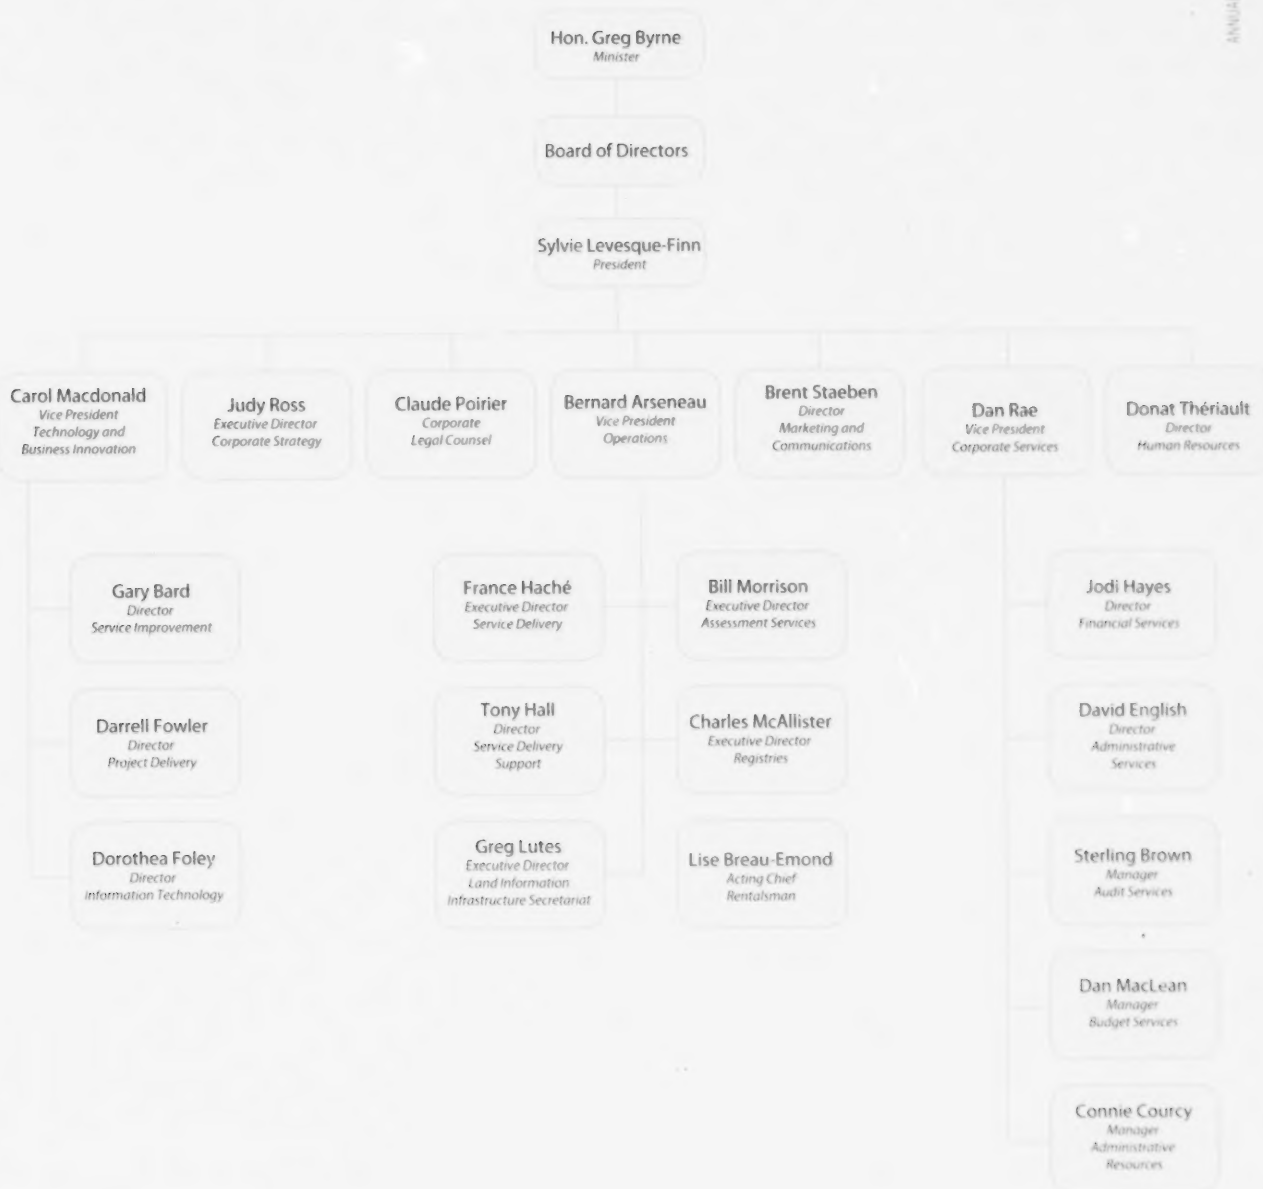 ANNUAL
Hon. Greg Byrne
Minister
Board of Directors
Sylvie Levesque-Finn
President
Carol Macdonald
Vice President
Technology and
Business Innovation
Judy Ross
Executive Director
Corporate Strategy
Claude Poirier
Corporate
Legal Counsel
Bernard Arseneau
Vice President
Operations
Brent Staeben
Director
Marketing and
Communications
Dan Rae
Vice President
Corporate Services
Donat Thériault
Director
Human Resources
Gary Bard
Director
Service Improvement
Darrell Fowler
Director
Project Delivery
Dorothea Foley
Director
Information Technology
France Haché
Executive Director
Service Delivery
Tony Hall
Director
Service Delivery
Support
Greg Lutes
Executive Director
Land Information
Infrastructure Secretariat
Bill Morrison
Executive Director
Assessment Services
Charles McAllister
Executive Director
Registries
Lise Breau-Emond
Acting Chief
Rentalsman
Jodi Hayes
Director
Financial Services
David English
Director
Administrative
Services
Sterling Brown
Manager
Audit Services
Dan MacLean
Manager
Budget Services
Connie Courcy
Manager
Administrative
Resources